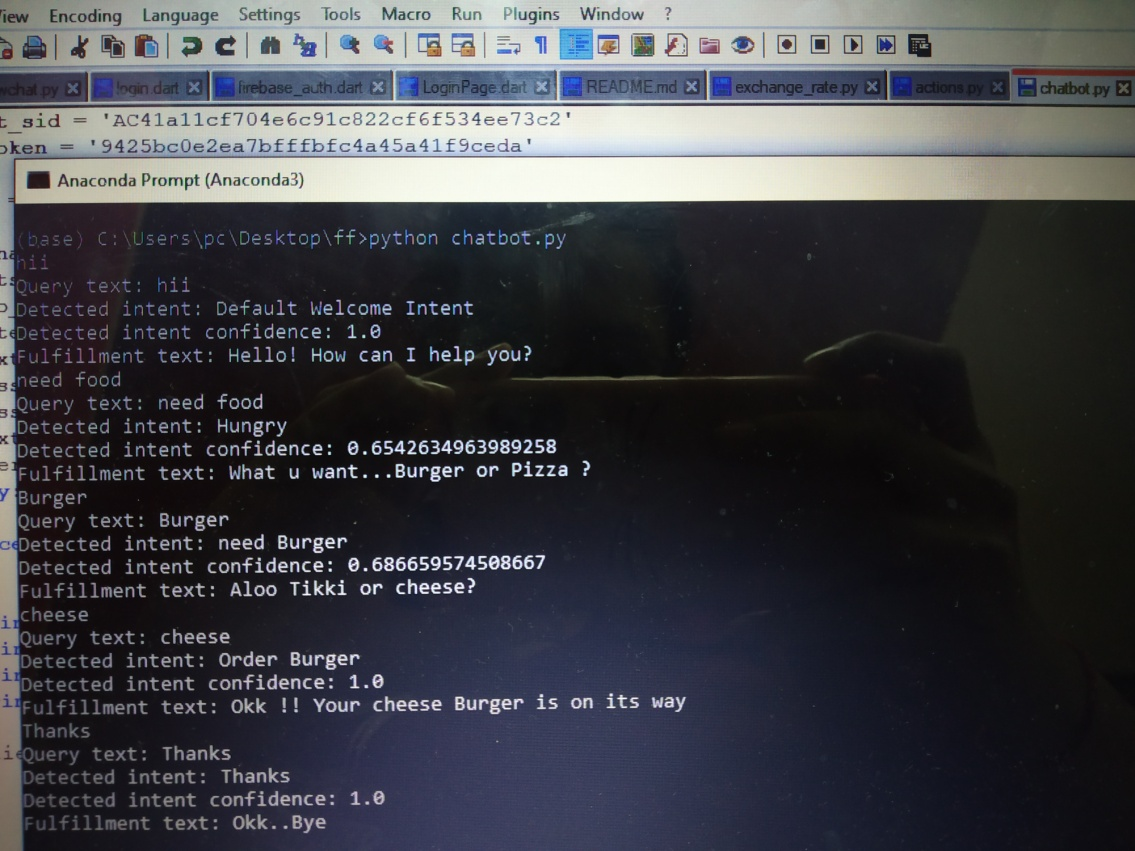 View Encoding Language Settings Tools Macro Run Plugins Window ?
wchat.py login.dart firebase_auth.dart LoginPage.dart README.md exchange_rate.py actions.py chatbot.py
t_sid = 'AC41a11cf704e6c91c822cf6f534ee73c2'
oken = '9425bc0e2ea7bfffbfc4a45a41f9ceda'
Anaconda Prompt (Anaconda3)
(base) C:\Users\pc\Desktop\ff>python chatbot.py
hii
Query text: hii
Detected intent: Default Welcome Intent
Detected intent confidence: 1.0
Fulfillment text: Hello! How can I help you?
need food
Query text: need food
Detected intent: Hungry
Detected intent confidence: 0.6542634963989258
Fulfillment text: What u want...Burger or Pizza ?
Burger
Query text: Burger
Detected intent: need Burger
Detected intent confidence: 0.686659574508667
Fulfillment text: Aloo Tikki or cheese?
cheese
Query text: cheese
Detected intent: Order Burger
Detected intent confidence: 1.0
Fulfillment text: Okk !! Your cheese Burger is on its way
Thanks
Query text: Thanks
Detected intent: Thanks
Detected intent confidence: 1.0
Fulfillment text: Okk..Bye